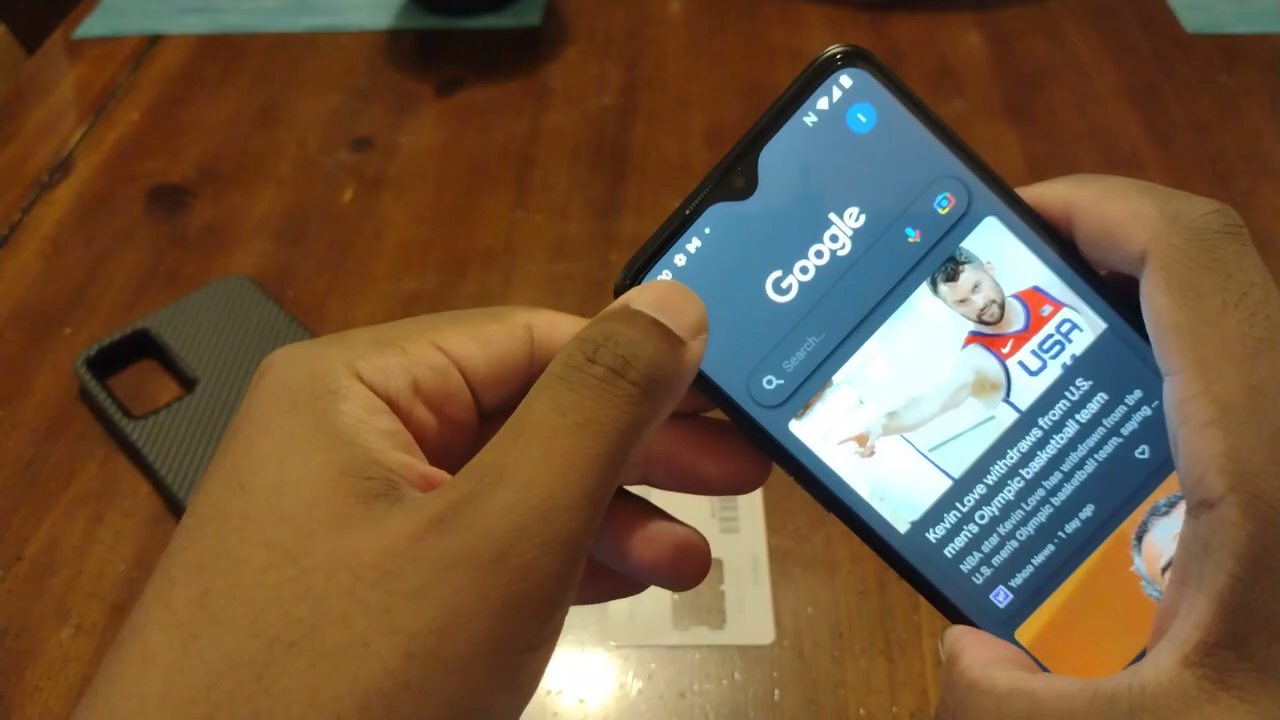 Google
Search...
USA
Kevin Love withdraws from U.S.
men's Olympic basketball team
NBA star Kevin Love has withdrawn from the
U.S. men's Olympic basketball team, saying ..
Yahoo News · 1 day ago